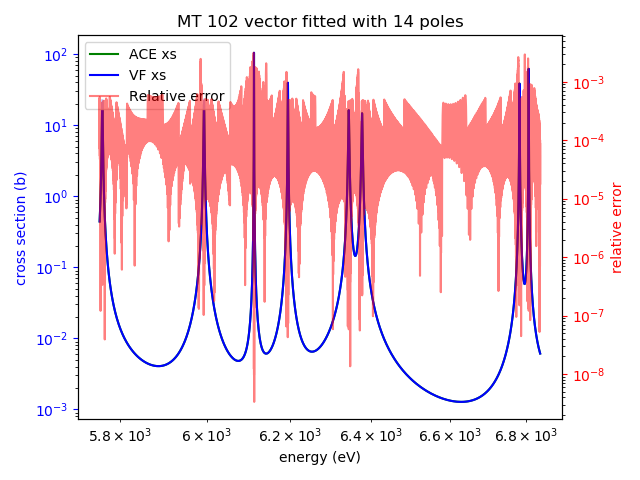 MT 102 vector fitted with 14 poles
ACE xs
VF xs
Relative error
cross section (b)
10²
10¹
10⁰
10⁻¹
10⁻²
10⁻³
relative error
10⁻³
10⁻⁴
10⁻⁵
10⁻⁶
10⁻⁷
10⁻⁸
5.8 × 10³ 6 × 10³ 6.2 × 10³ 6.4 × 10³ 6.6 × 10³ 6.8 × 10³
energy (eV)